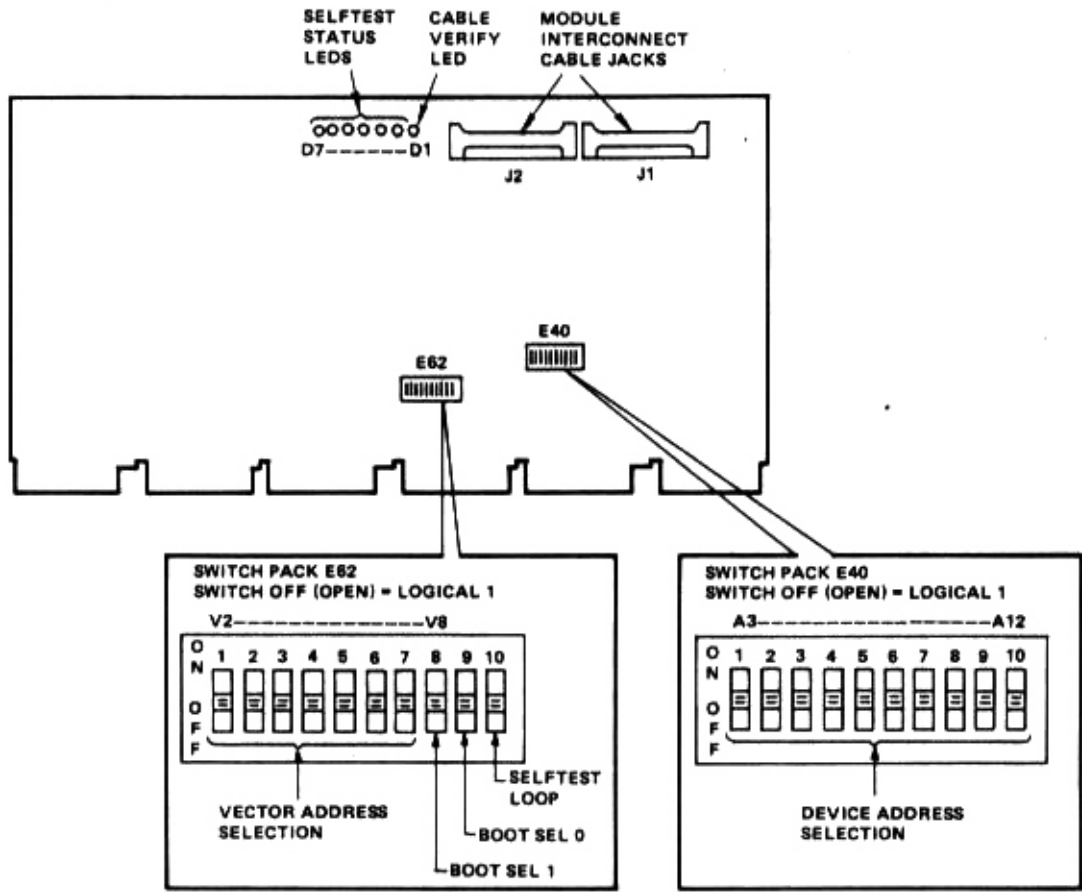 SELFTEST
STATUS
LEDS
CABLE
VERIFY
LED
MODULE
INTERCONNECT
CABLE JACKS
D7-------D1
J2
J1
E40
E62
SWITCH PACK E62
SWITCH OFF (OPEN) = LOGICAL 1
V2---------------V8
ON OFF
1 2 3 4 5 6 7 8 9 10
VECTOR ADDRESS
SELECTION
SELFTEST
LOOP
BOOT SEL 0
BOOT SEL 1
SWITCH PACK E40
SWITCH OFF (OPEN) = LOGICAL 1
A3---------------------A12
ON OFF
1 2 3 4 5 6 7 8 9 10
DEVICE ADDRESS
SELECTION